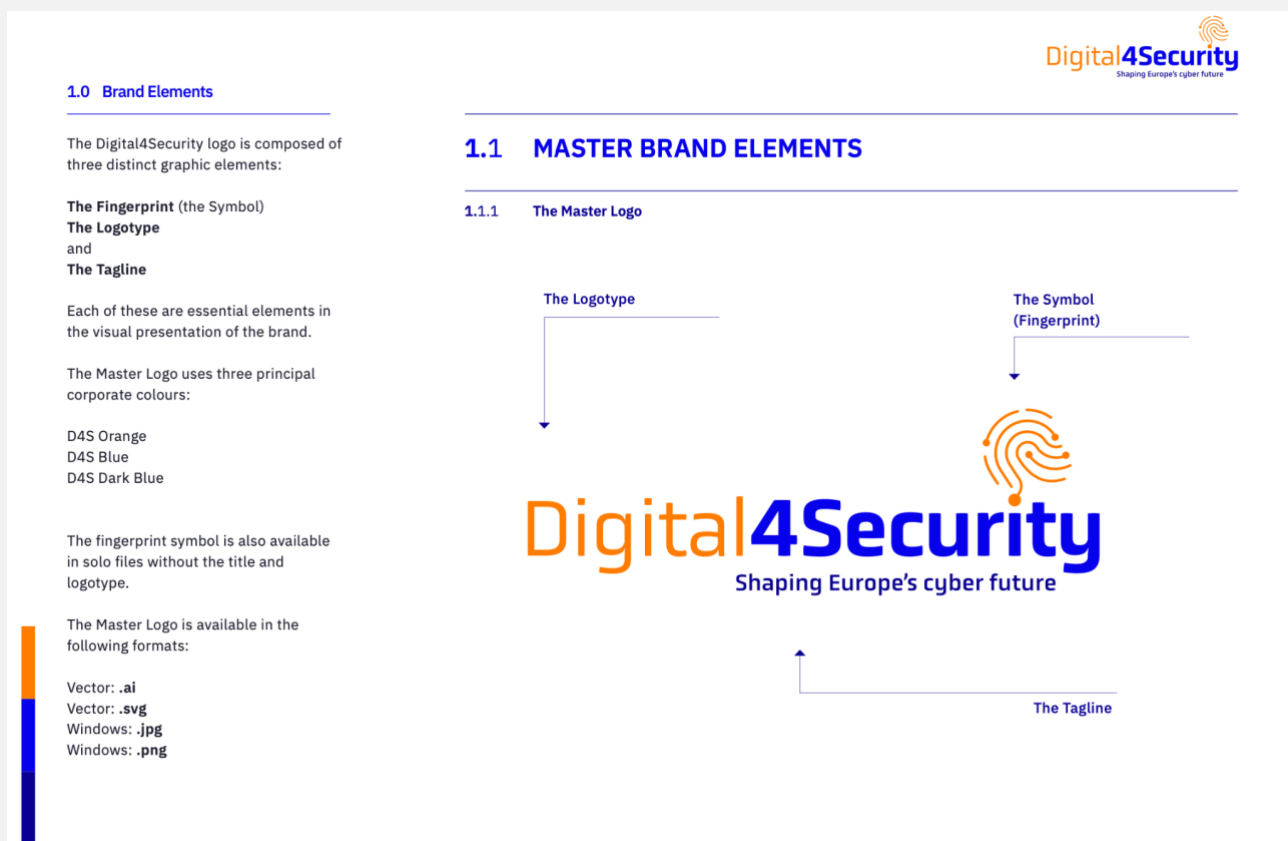 Digital4Security
Shaping Europe's cyber future
1.0 Brand Elements
The Digital4Security logo is composed of
three distinct graphic elements:
The Fingerprint (the Symbol)
The Logotype
and
The Tagline
Each of these are essential elements in
the visual presentation of the brand.
The Master Logo uses three principal
corporate colours:
D4S Orange
D4S Blue
D4S Dark Blue
The fingerprint symbol is also available
in solo files without the title and
logotype.
The Master Logo is available in the
following formats:
Vector: .ai
Vector: .svg
Windows: .jpg
Windows: .png
1.1 MASTER BRAND ELEMENTS
1.1.1 The Master Logo
The Logotype
The Symbol
(Fingerprint)
Digital4Security
Shaping Europe's cyber future
The Tagline